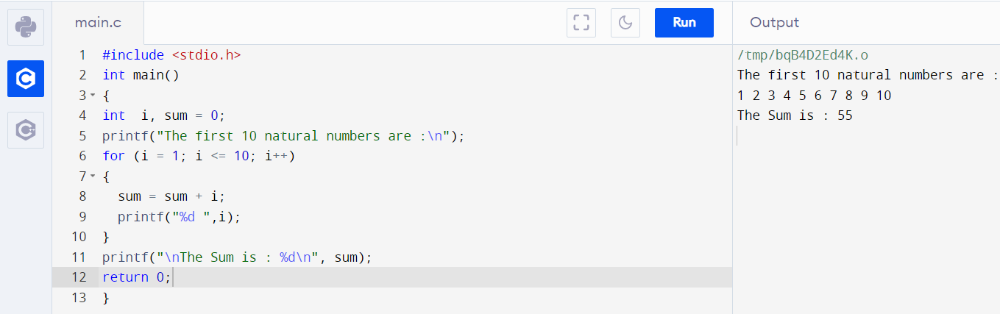 main.c
Run
Output
1 #include <stdio.h>
2 int main()
3 {
4 int  i, sum = 0;
5 printf("The first 10 natural numbers are :\n");
6 for (i = 1; i <= 10; i++)
7 {
8   sum = sum + i;
9   printf("%d ",i);
10 }
11 printf("\nThe Sum is : %d\n", sum);
12 return 0;
13 }
/tmp/bqB4D2Ed4K.o
The first 10 natural numbers are :
1 2 3 4 5 6 7 8 9 10
The Sum is : 55